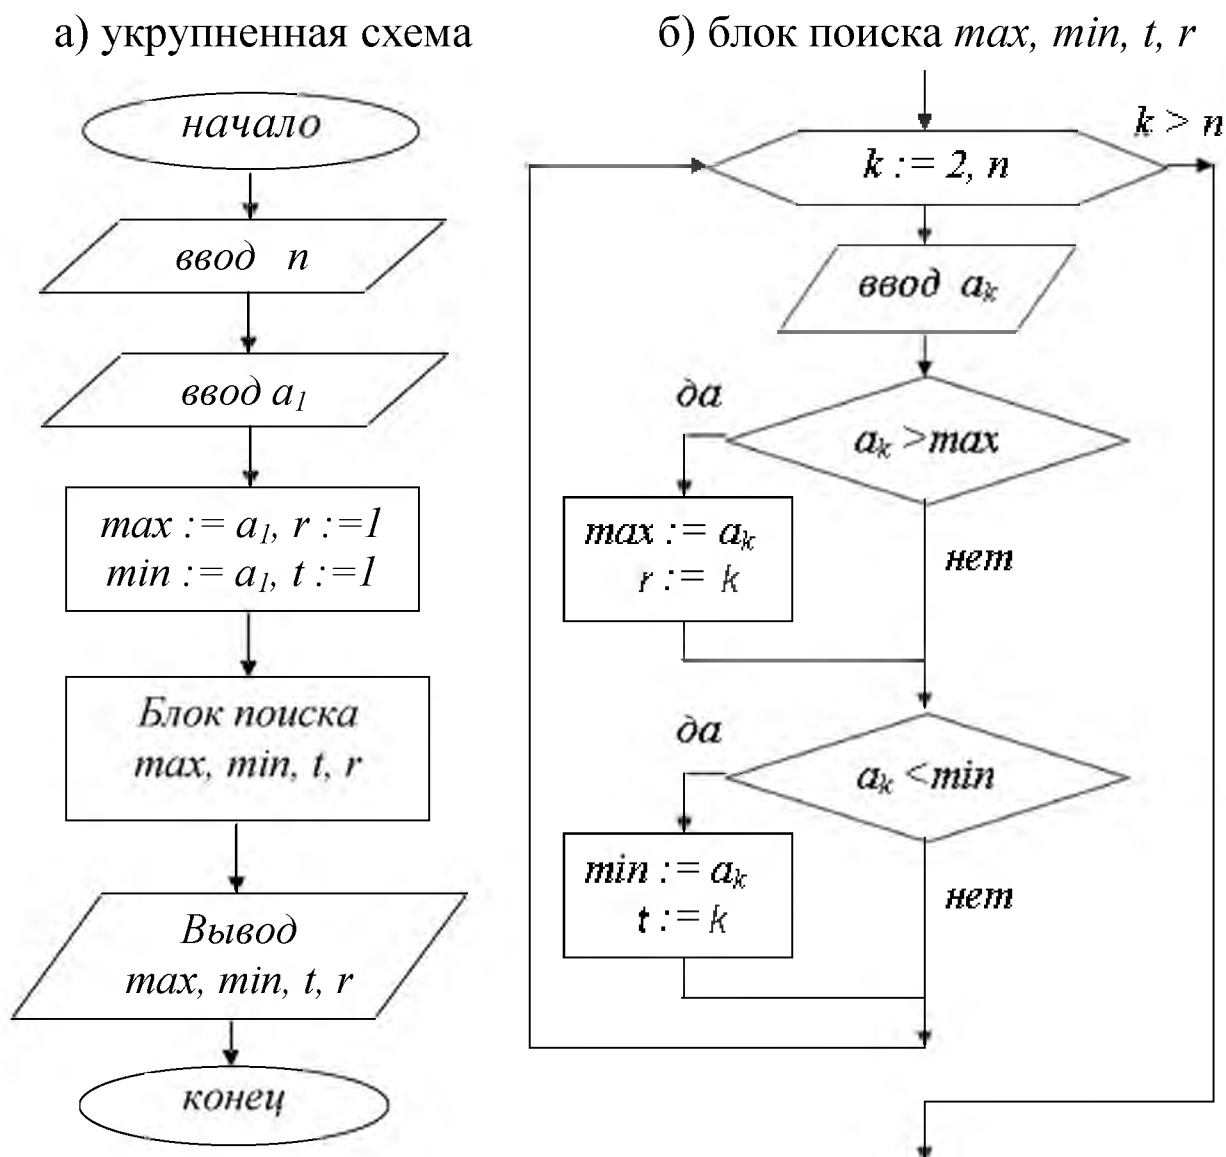 а) укрупненная схема
начало
ввод n
ввод a₁
max := a₁, r :=1
min := a₁, t :=1
Блок поиска
max, min, t, r
Вывод
max, min, t, r
конец
б) блок поиска max, min, t, r
k > n
k := 2, n
ввод aₖ
да
aₖ >max
max := aₖ
r := k
нет
да
aₖ <min
min := aₖ
t := k
нет